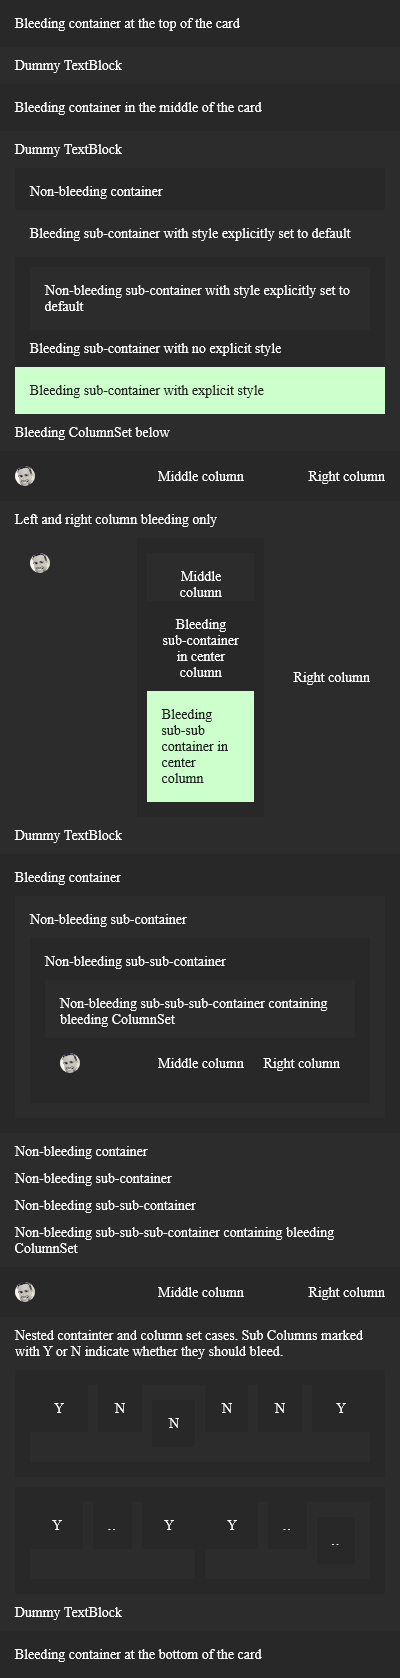 Bleeding container at the top of the card
Dummy TextBlock
Bleeding container in the middle of the card
Dummy TextBlock
Non-bleeding container
Bleeding sub-container with style explicitly set to default
Non-bleeding sub-container with style explicitly set to
default
Bleeding sub-container with no explicit style
Bleeding sub-container with explicit style
Bleeding ColumnSet below
Middle column Right column
Left and right column bleeding only
Middle
column
Bleeding
sub-container
in center
column
Right column
Bleeding
sub-sub
container in
center
column
Dummy TextBlock
Bleeding container
Non-bleeding sub-container
Non-bleeding sub-sub-container
Non-bleeding sub-sub-sub-container containing
bleeding ColumnSet
Middle column Right column
Non-bleeding container
Non-bleeding sub-container
Non-bleeding sub-sub-container
Non-bleeding sub-sub-sub-container containing bleeding
ColumnSet
Middle column Right column
Nested containter and column set cases. Sub Columns marked
with Y or N indicate whether they should bleed.
Y N N N N Y
Y .. Y Y .. ..
Dummy TextBlock
Bleeding container at the bottom of the card